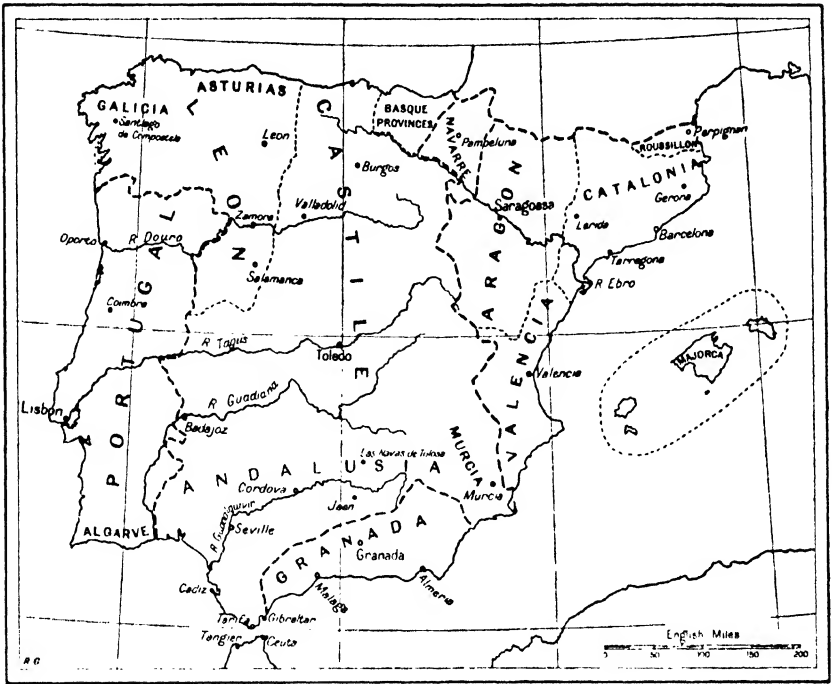 ASTURIAS
GALICIA
Santiago
de Compostela
LEON
Leon
CASTILE
BASQUE
PROVINCES
NAVARRE
Pampeluna
Perpignan
ROUSSILLON
Burgos
ARAGON
CATALONIA
Gerona
Saragossa
Lerida
Barcelona
Tarragona
R Ebro
Zamora
Valladolid
Oporto
R Douro
Salamanca
PORTUGAL
Coimbra
R Tagus
Toledo
VALENCIA
Valencia
MAJORCA
Lisbon
R Guadiana
Badajoz
Las Navas de Tolosa
ANDALUSIA
MURCIA
Murcia
Cordova
Jaen
R Guadalquivir
Seville
ALGARVE
GRANADA
Granada
Cadiz
Malaga
Almeria
Tarifa
Gibraltar
Tangier
Ceuta
English Miles
0 50 100 150 200
R G